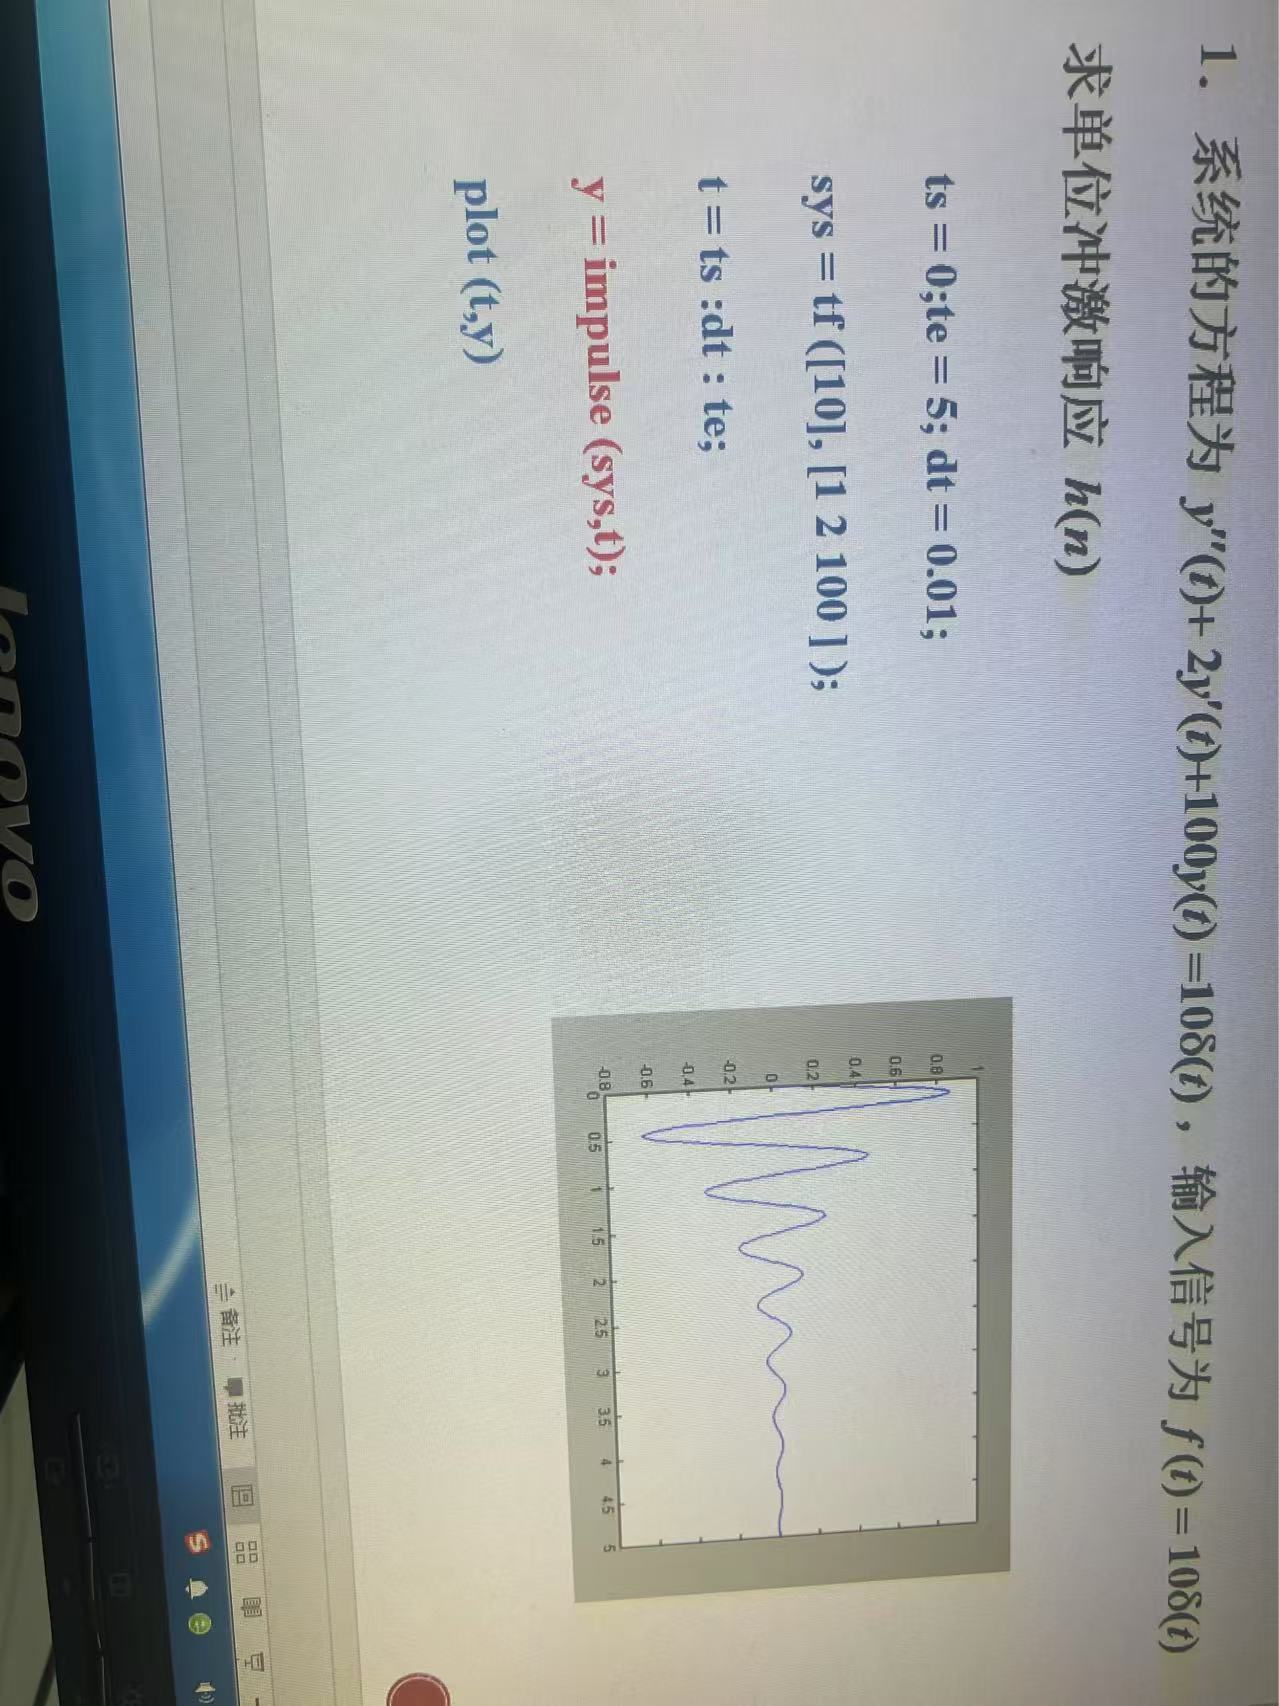 1. 系统的方程为 y″(t)+ 2y′(t)+100y(t) =10δ(t)，输入信号为 f(t) = 10δ(t)
求单位冲激响应 h(n)
ts = 0;te = 5; dt = 0.01;
sys = tf ([10], [1 2 100 ] );
t = ts :dt : te;
y = impulse (sys,t);
plot (t,y)
1
0.8
0.6
0.4
0.2
0
-0.2
-0.4
-0.6
-0.8
0 0.5 1 1.5 2 2.5 3 3.5 4 4.5 5
备注 批注
lenovo